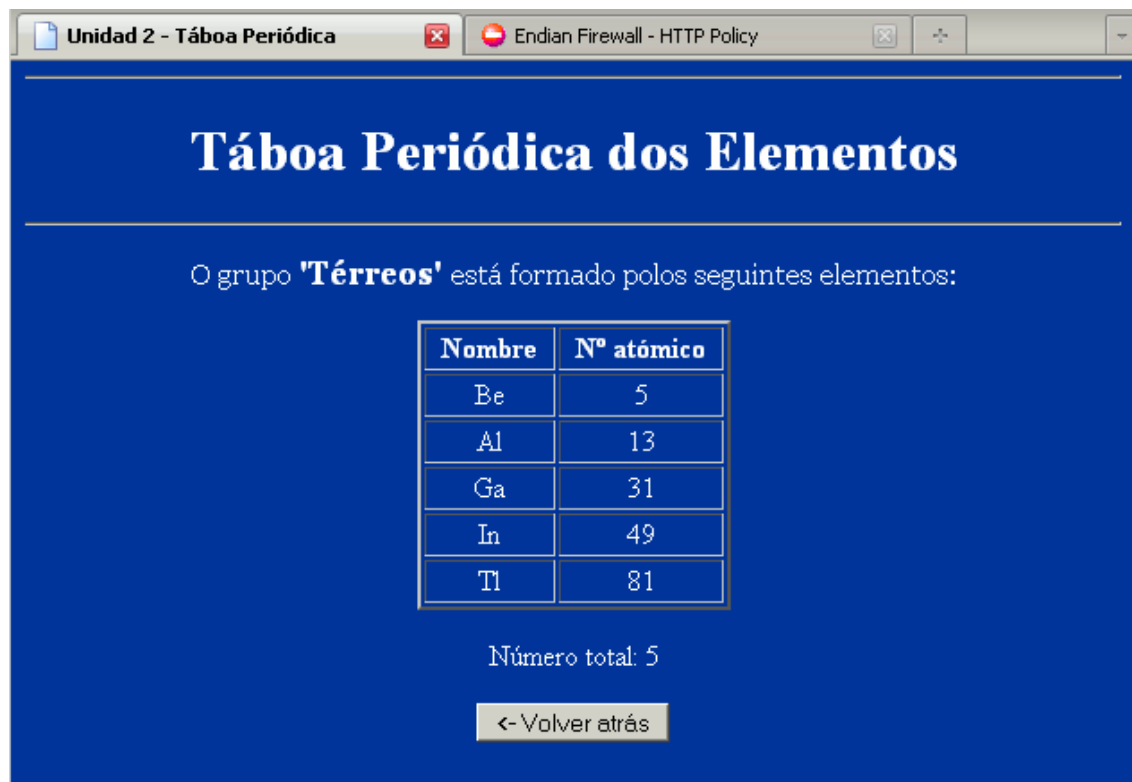 Unidad 2 - Táboa Periódica Endian Firewall - HTTP Policy
Táboa Periódica dos Elementos
O grupo 'Térreos' está formado polos seguintes elementos:
Nombre Nº atómico
Be 5
Al 13
Ga 31
In 49
Tl 81
Número total: 5
<- Volver atrás